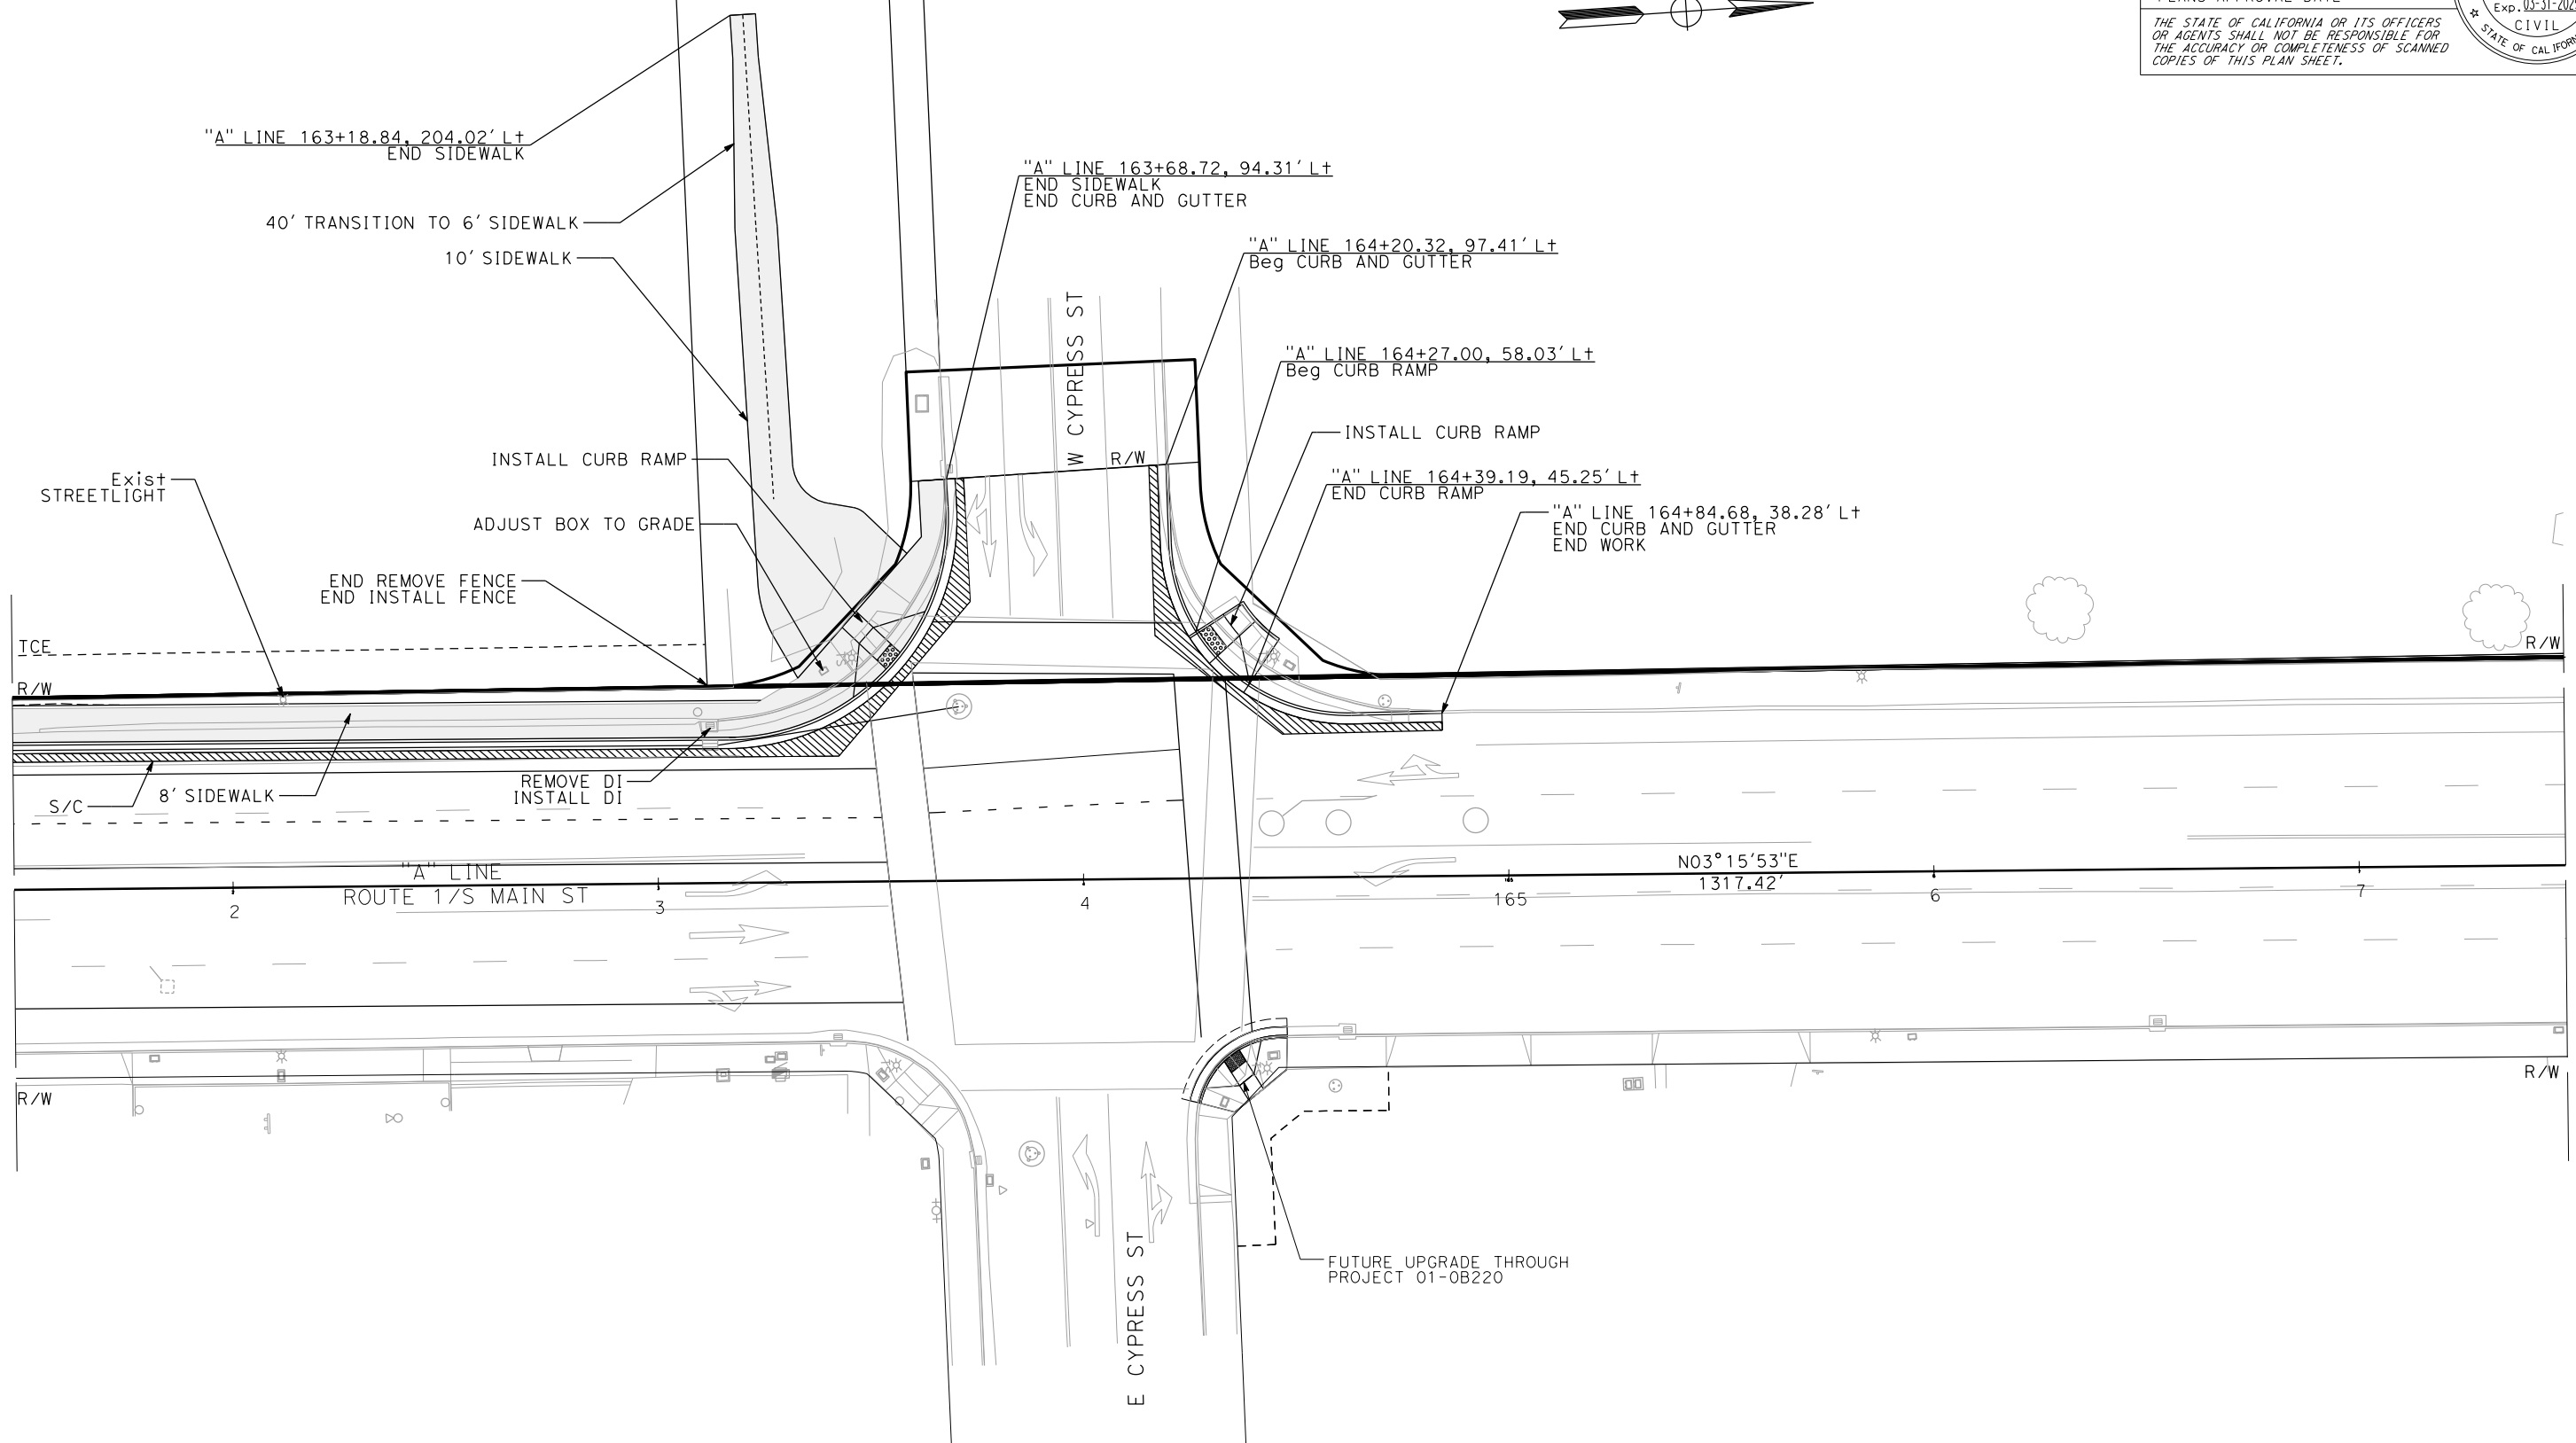 Exp. 03-31-202
CIVIL
STATE OF CALIFORN
THE STATE OF CALIFORNIA OR ITS OFFICERS
OR AGENTS SHALL NOT BE RESPONSIBLE FOR
THE ACCURACY OR COMPLETENESS OF SCANNED
COPIES OF THIS PLAN SHEET.
"A" LINE 163+18.84, 204.02' Lt
END SIDEWALK
40' TRANSITION TO 6' SIDEWALK
10' SIDEWALK
"A" LINE 163+68.72, 94.31' Lt
END SIDEWALK
END CURB AND GUTTER
"A" LINE 164+20.32, 97.41' Lt
Beg CURB AND GUTTER
W CYPRESS ST
"A" LINE 164+27.00, 58.03' Lt
Beg CURB RAMP
INSTALL CURB RAMP
INSTALL CURB RAMP
R/W
"A" LINE 164+39.19, 45.25' Lt
END CURB RAMP
Exist
STREETLIGHT
ADJUST BOX TO GRADE
"A" LINE 164+84.68, 38.28' Lt
END CURB AND GUTTER
END WORK
END REMOVE FENCE
END INSTALL FENCE
TCE
R/W
R/W
S/C
8' SIDEWALK
REMOVE DI
INSTALL DI
"A" LINE
ROUTE 1/S MAIN ST
N03°15'53"E
1317.42'
2
3
4
165
6
7
R/W
R/W
E CYPRESS ST
FUTURE UPGRADE THROUGH
PROJECT 01-0B220